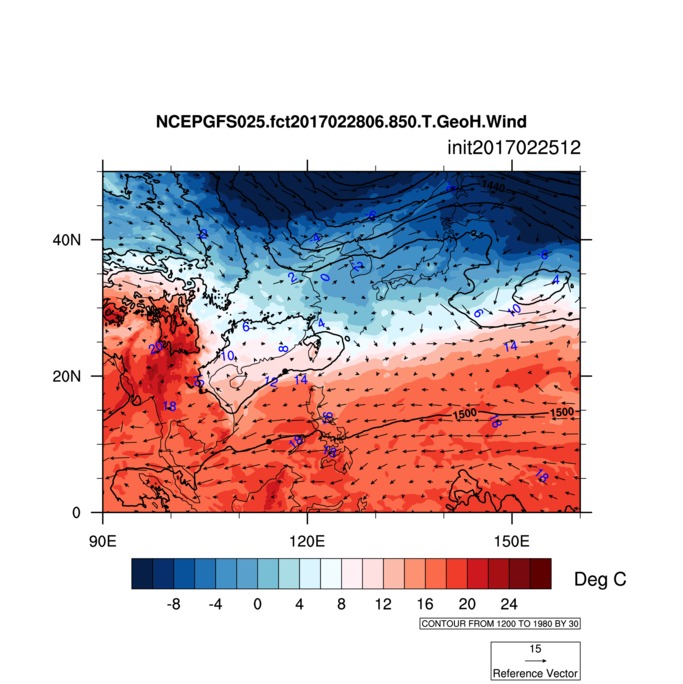 NCEPGFS025.fct2017022806.850.T.GeoH.Wind
init2017022512
1440
40N
20N
1500 1500
0
90E 120E 150E
-8 -4 0 4 8 12 16 20 24 Deg C
CONTOUR FROM 1200 TO 1980 BY 30
15
Reference Vector